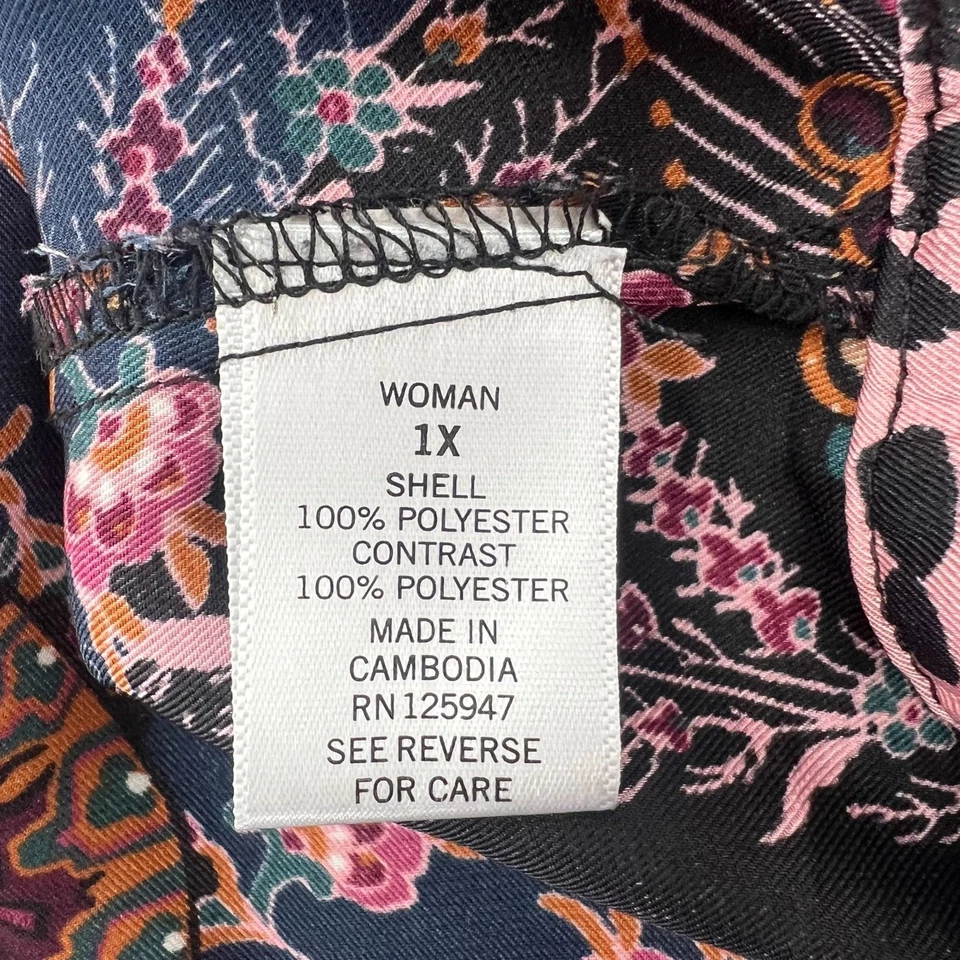 WOMAN
1X
SHELL
100% POLYESTER
CONTRAST
100% POLYESTER
MADE IN
CAMBODIA
RN 125947
SEE REVERSE
FOR CARE